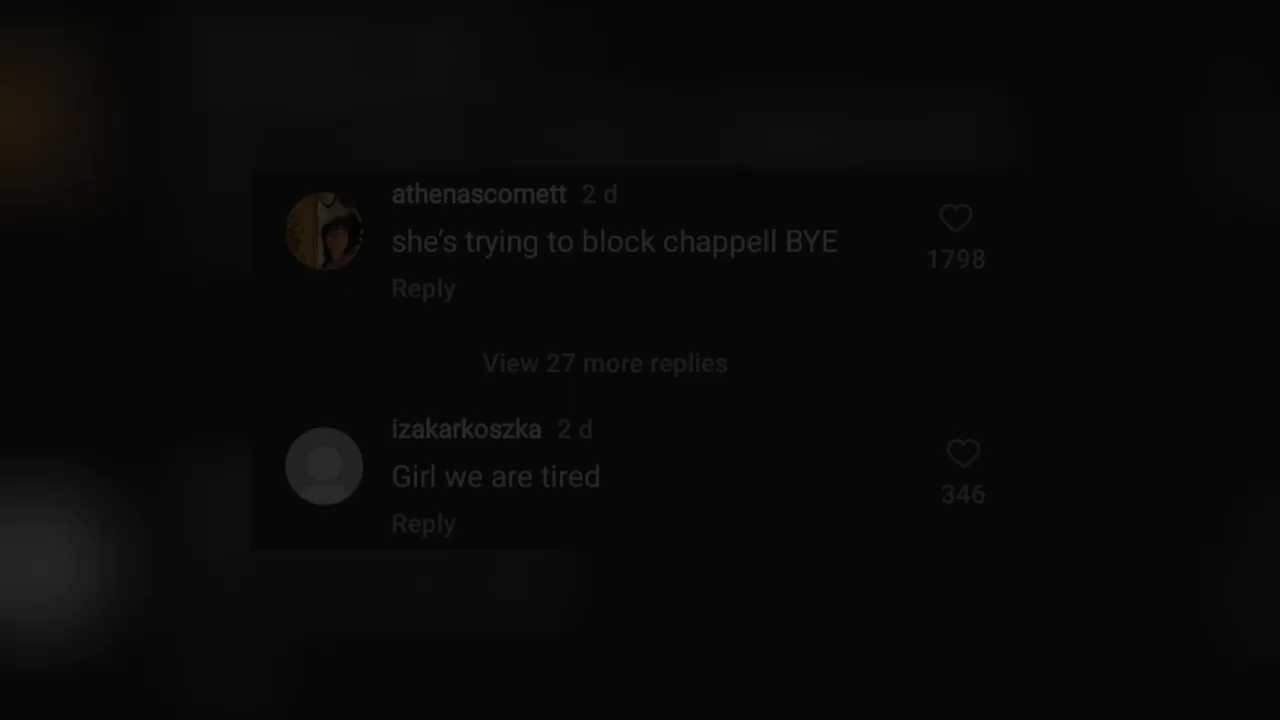 athenascornett 2 d
she's trying to block chappell BYE
1798
Reply
View 27 more replies
izakarkoszka 2 d
Girl we are tired
346
Reply